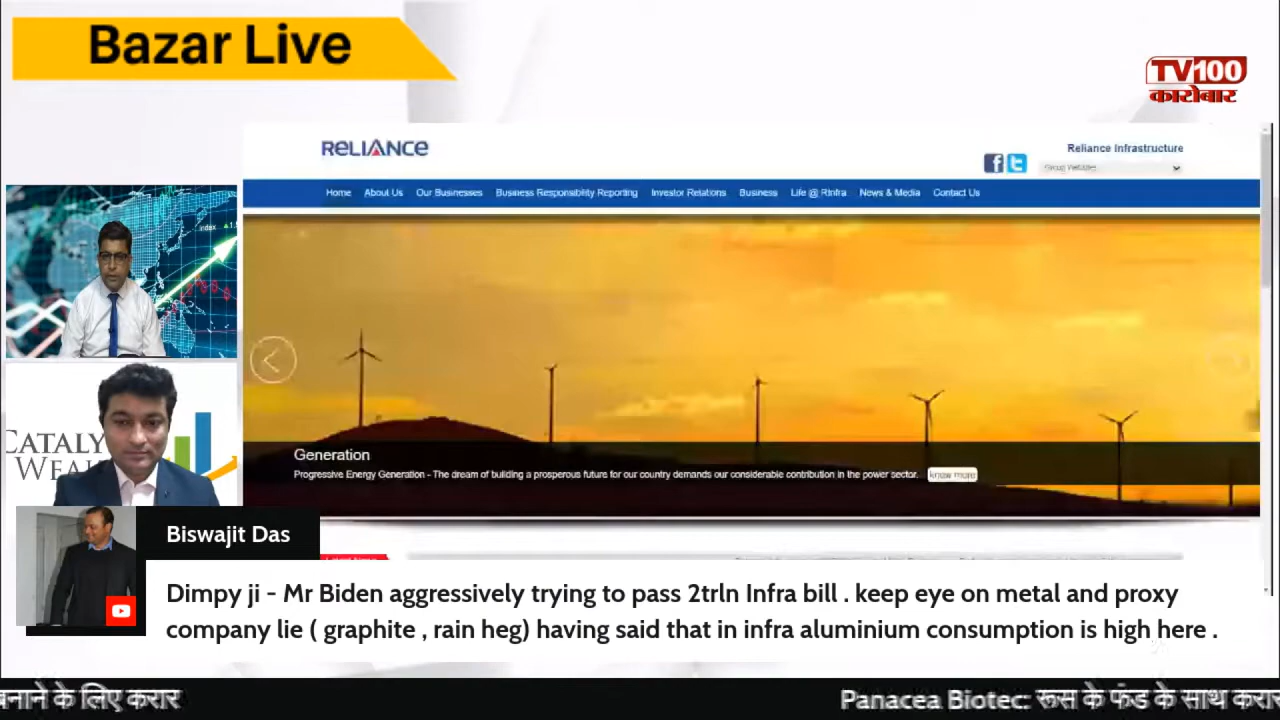 Bazar Live
TV100
कारोबार
RELIANCE
Reliance Infrastructure
Group Websites
Home About Us Our Businesses Business Responsibility Reporting Investor Relations Business Life @ RInfra News & Media Contact Us
Index
CATALY
WEAL
Generation
Progressive Energy Generation - The dream of building a prosperous future for our country demands our considerable contribution in the power sector. know more
Biswajit Das
Dimpy ji - Mr Biden aggressively trying to pass 2trln Infra bill . keep eye on metal and proxy
company lie ( graphite , rain heg) having said that in infra aluminium consumption is high here .
बनाने के लिए करार
Panacea Biotec: रूस के फंड के साथ करार